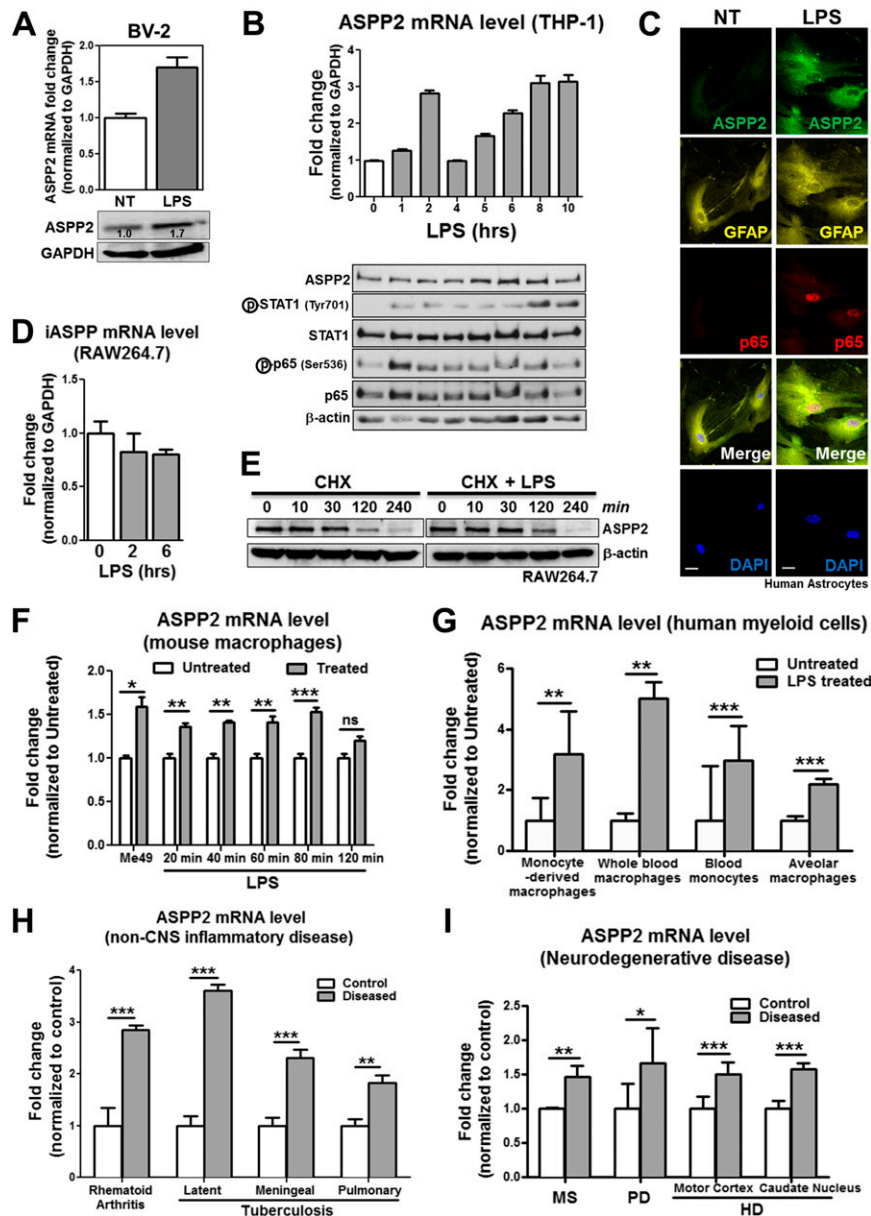 A
BV-2
ASPP2 mRNA fold change
(normalized to GAPDH)
2.0
1.5
1.0
0.5
0.0
NT LPS
ASPP2
1.0 1.7
GAPDH
B
ASPP2 mRNA level (THP-1)
Fold change
(normalized to GAPDH)
4
3
2
1
0
0 1 2 4 5 6 8 10
LPS (hrs)
ASPP2
pSTAT1 (Tyr701)
STAT1
pp65 (Ser536)
p65
β-actin
C
NT LPS
ASPP2 ASPP2
GFAP GFAP
p65 p65
Merge Merge
DAPI DAPI
Human Astrocytes
D
iASPP mRNA level
(RAW264.7)
Fold change
(normalized to GAPDH)
1.5
1.0
0.5
0.0
0 2 6
LPS (hrs)
E
CHX CHX + LPS
0 10 30 120 240 0 10 30 120 240 min
ASPP2
β-actin
RAW264.7
F
ASPP2 mRNA level
(mouse macrophages)
Untreated Treated
Fold change
(normalized to Untreated)
2.0
1.5
1.0
0.5
0.0
* ** ** ** *** ns
Me49 20 min 40 min 60 min 80 min 120 min
LPS
G
ASPP2 mRNA level (human myeloid cells)
Untreated
LPS treated
Fold change
(normalized to Untreated)
6
4
2
0
** ** *** ***
Monocyte
-derived
macrophages
Whole blood
macrophages
Blood
monocytes
Aveolar
macrophages
H
ASPP2 mRNA level
(non-CNS inflammatory disease)
Control
Diseased
Fold change
(normalized to control)
4
3
2
1
0
*** *** *** **
Rhematoid
Arthritis
Latent Meningeal Pulmonary
Tuberculosis
I
ASPP2 mRNA level
(Neurodegenerative disease)
Control
Diseased
Fold change
(normalized to control)
2.5
2.0
1.5
1.0
0.5
0.0
** * *** ***
MS PD Motor Cortex Caudate Nucleus
HD